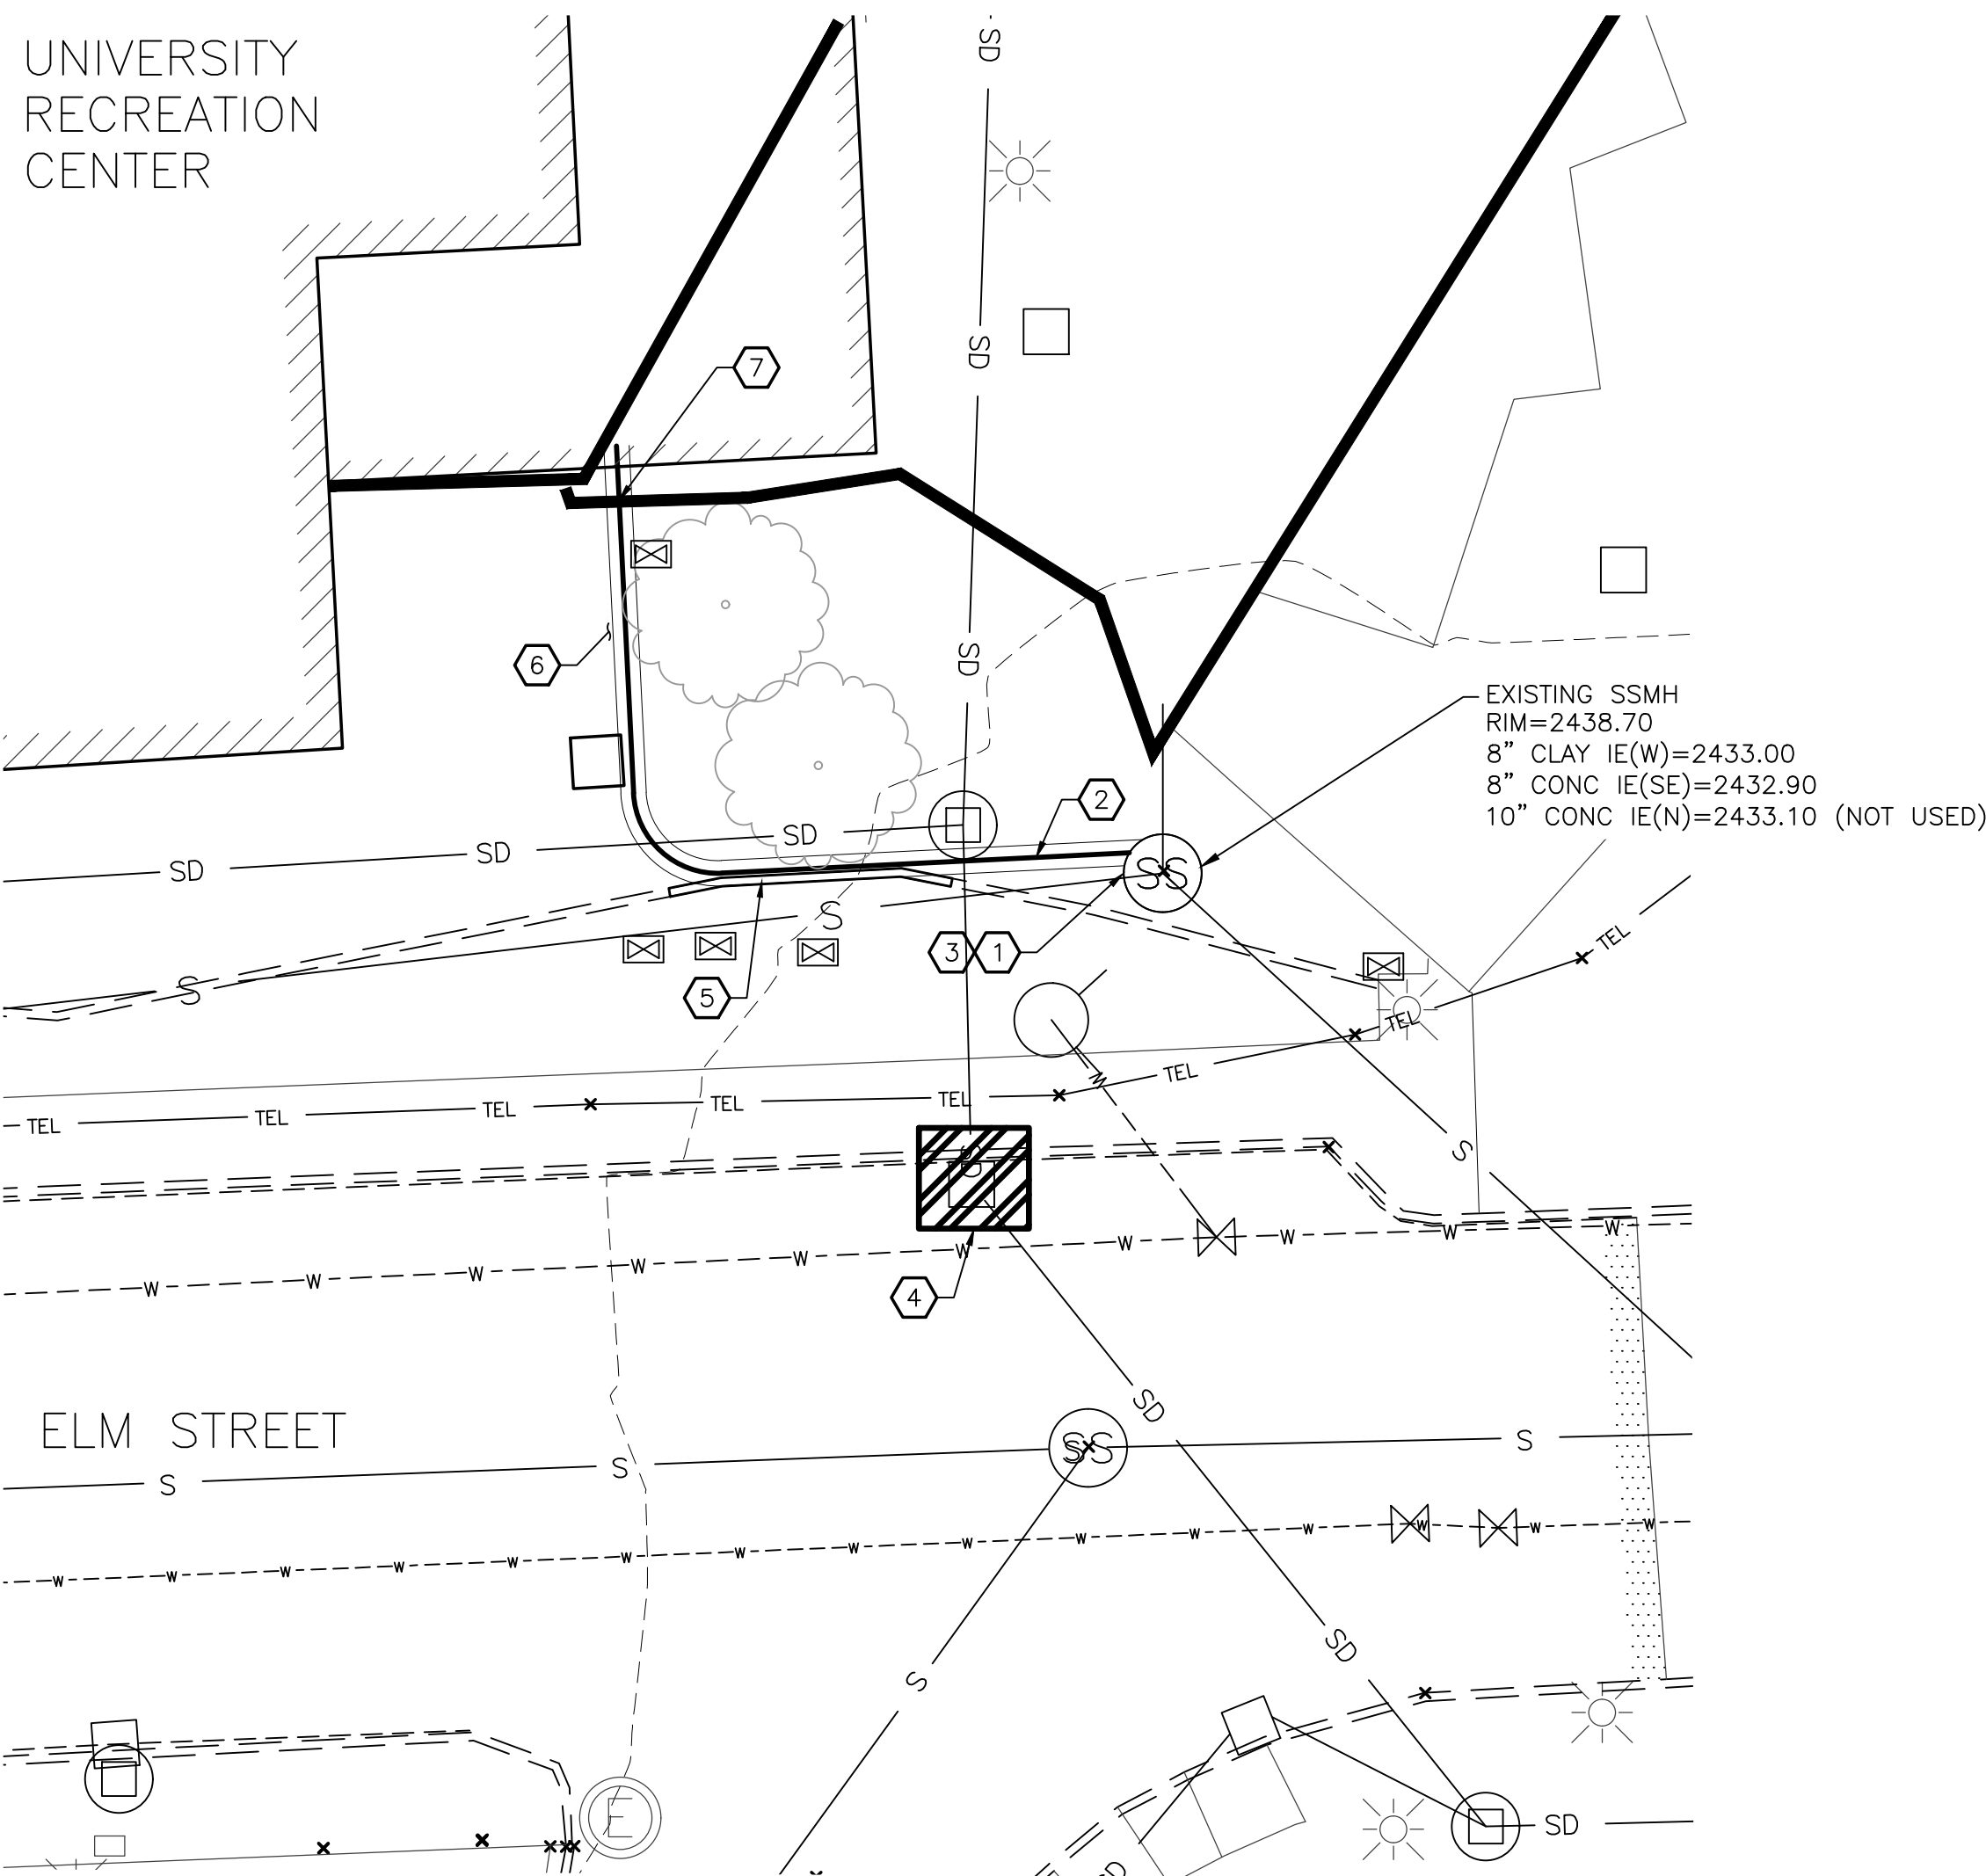 UNIVERSITY
RECREATION
CENTER
SD
7
SD
6
SD
EXISTING SSMH
RIM=2438.70
8" CLAY IE(W)=2433.00
8" CONC IE(SE)=2432.90
10" CONC IE(N)=2433.10 (NOT USED)
2
SD SD SD
SS
S S
3 1
5
TEL
TEL TEL TEL TEL TEL TEL TEL
W
SD
S
W W W W W W W W W W
4
SD
ELM STREET
SS
S S S S
W W W W W W W W W W W W W W W
SD
S
E
SD
SD